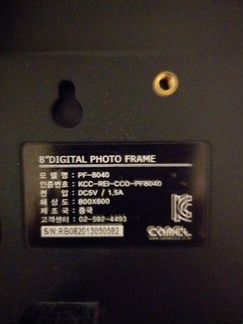 8"DIGITAL PHOTO FRAME
모 델 명 : PF-8040
인증번호 : KCC-REI-CCD-PF8040
전 압 : DC5V / 1,5A
해 상 도 : 800X600
제 조 국 : 중국
고객센터 : 02-592-4493
S/N:RB082013050582
camel